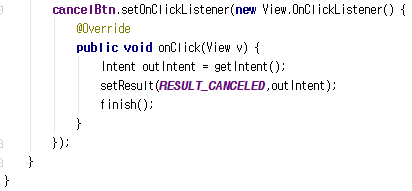 cancelBtn.setOnClickListener(new View.OnClickListener() {
@Override
public void onClick(View v) {
Intent outIntent = getIntent();
setResult(RESULT_CANCELED,outIntent);
finish();
}
});
}
}